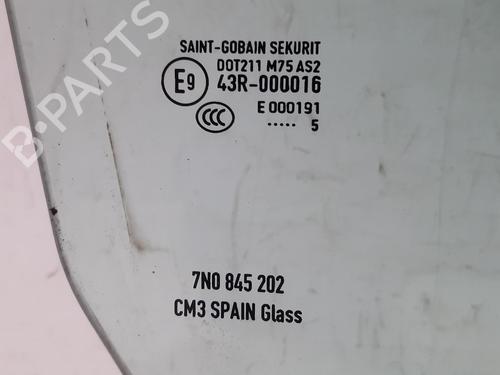 SAINT-GOBAIN SEKURIT
DOT211 M75 AS2
E9 43R-000016
E 000191
CCC ..... 5
7N0 845 202
CM3 SPAIN Glass
B-PARTS